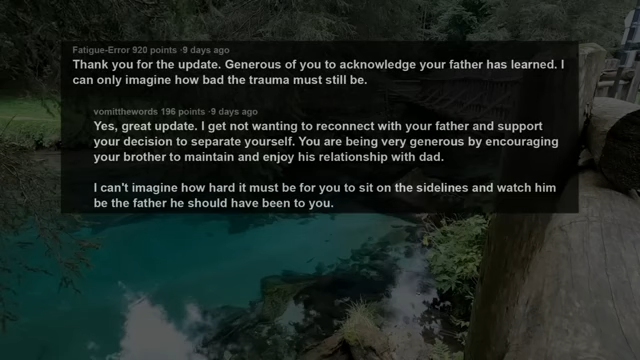 Fatigue-Error 920 points ·9 days ago
Thank you for the update. Generous of you to acknowledge your father has learned. I
can only imagine how bad the trauma must still be.
vomitthewords 196 points ·9 days ago
Yes, great update. I get not wanting to reconnect with your father and support
your decision to separate yourself. You are being very generous by encouraging
your brother to maintain and enjoy his relationship with dad.
I can't imagine how hard it must be for you to sit on the sidelines and watch him
be the father he should have been to you.